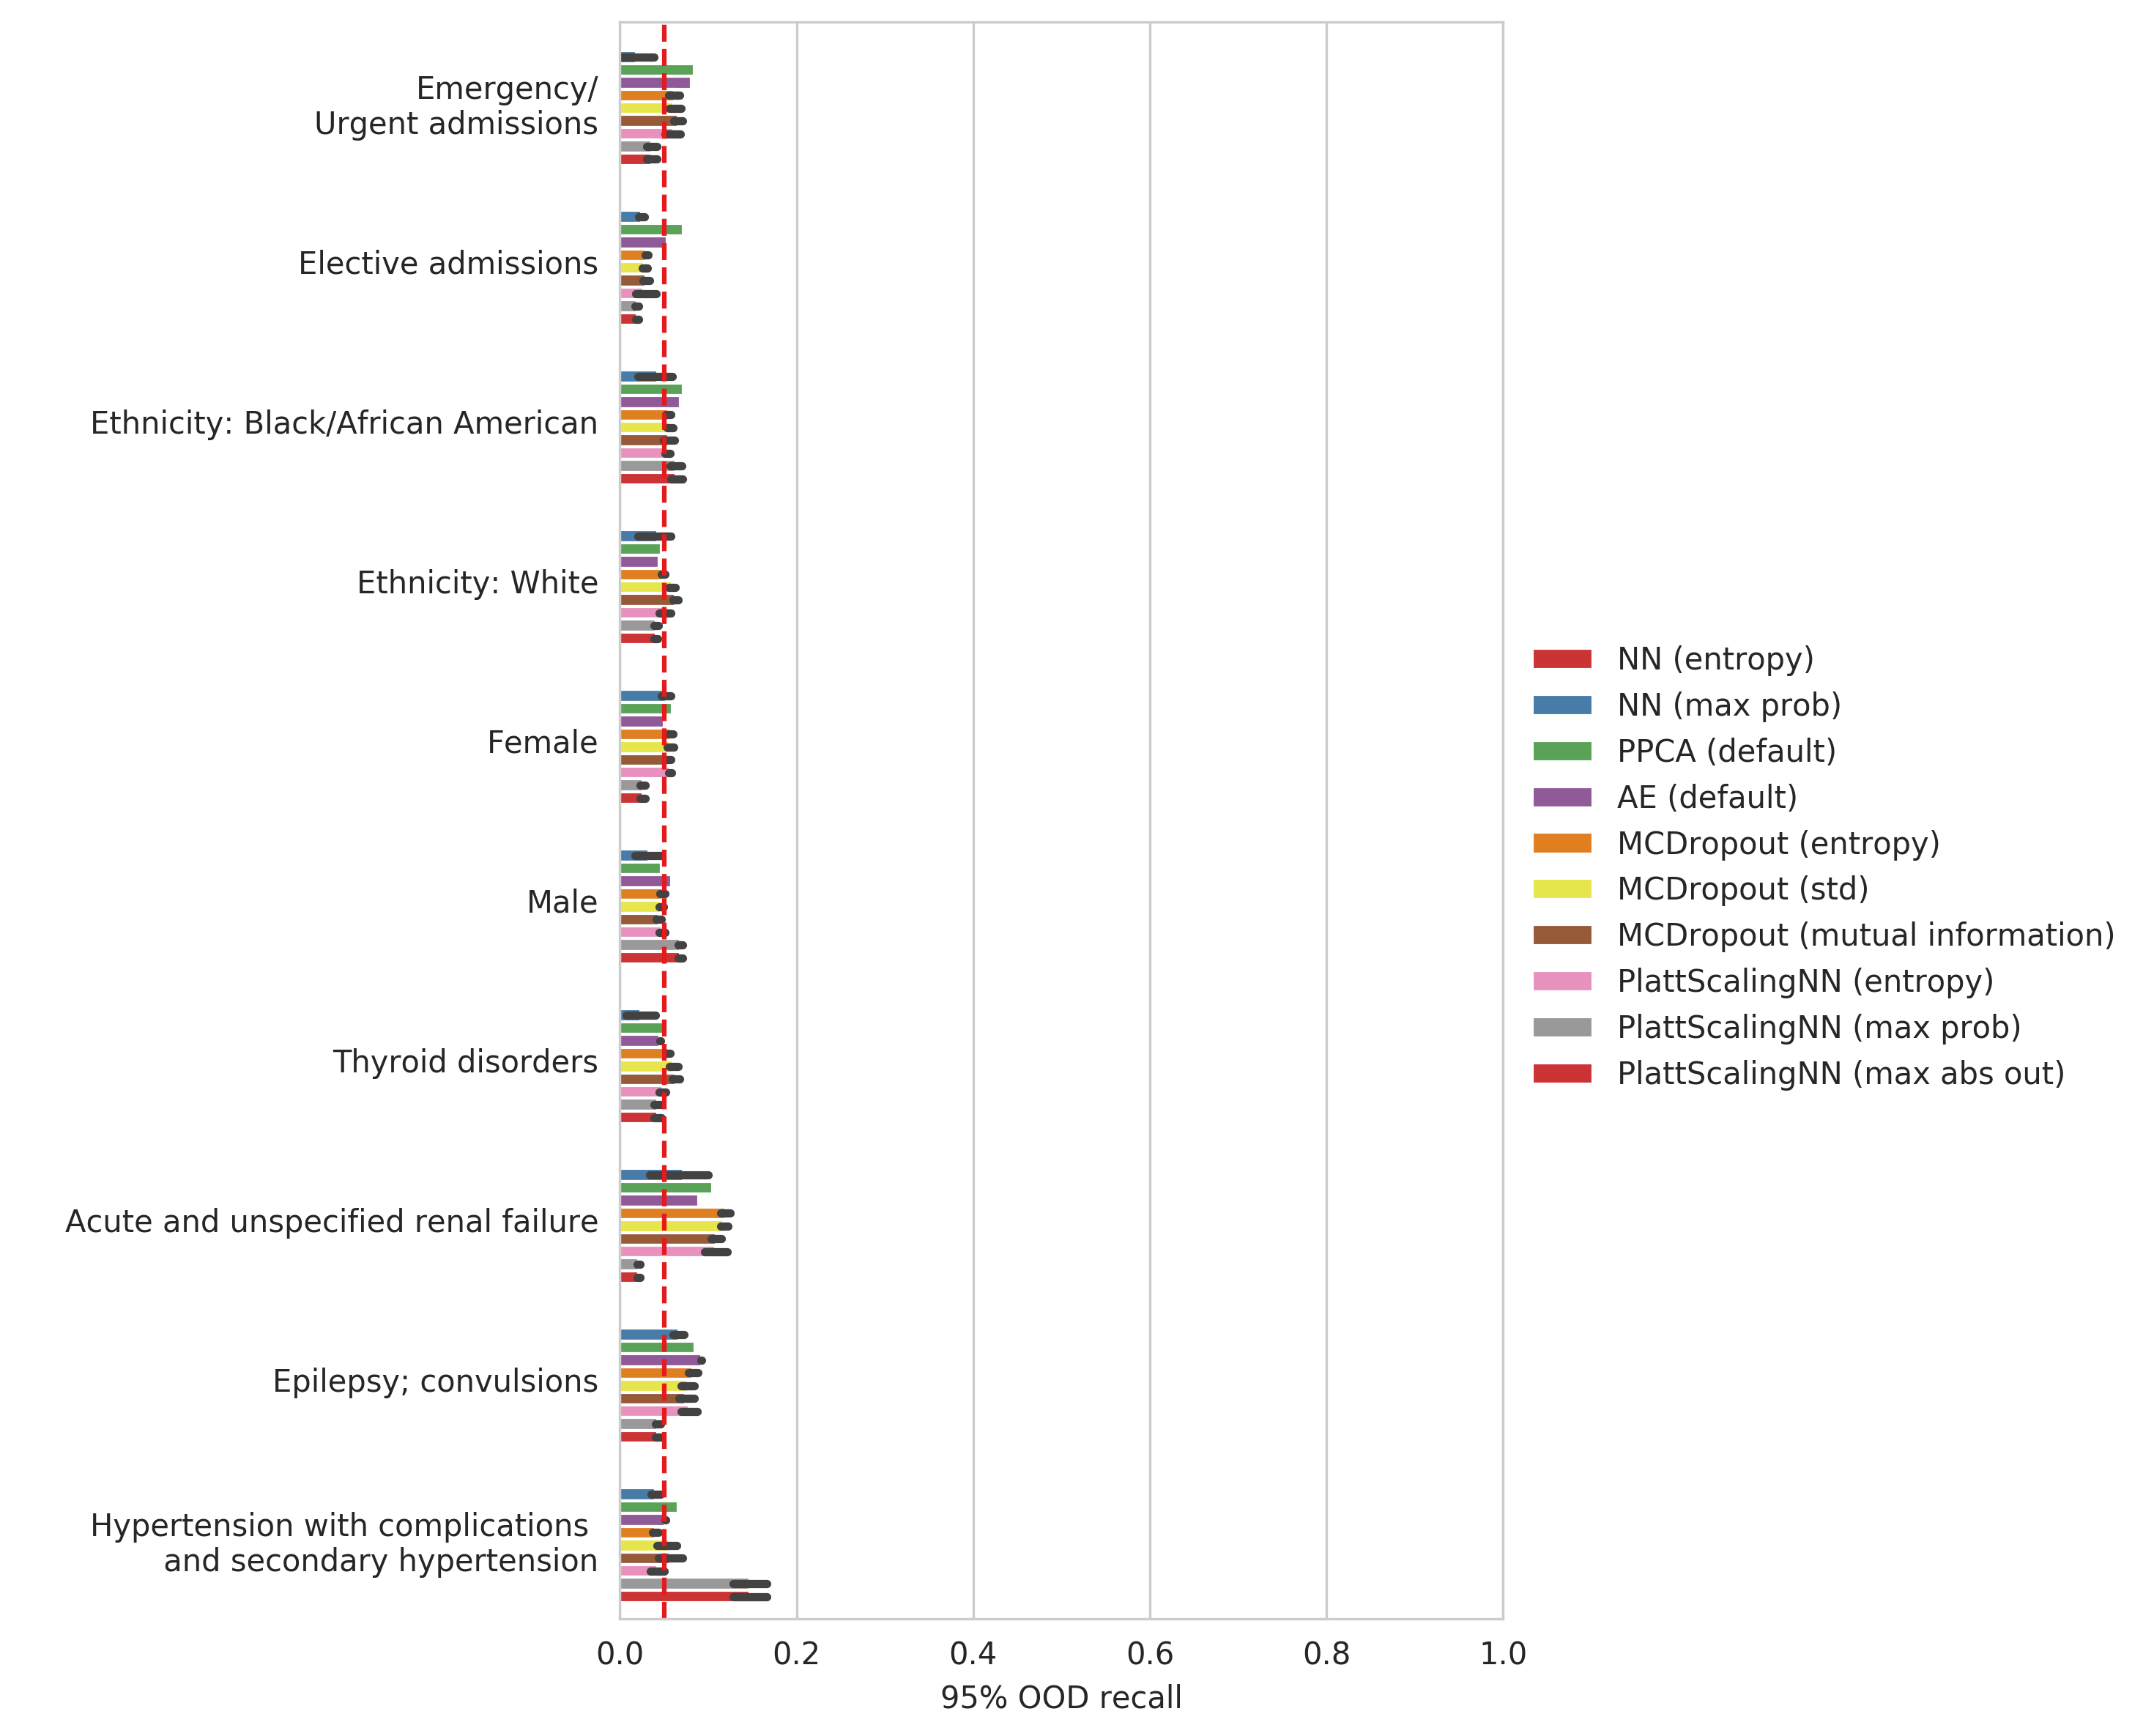 Emergency/
Urgent admissions
Elective admissions
Ethnicity: Black/African American
Ethnicity: White
Female
Male
Thyroid disorders
Acute and unspecified renal failure
Epilepsy; convulsions
Hypertension with complications
and secondary hypertension
0.0 0.2 0.4 0.6 0.8 1.0
95% OOD recall
NN (entropy)
NN (max prob)
PPCA (default)
AE (default)
MCDropout (entropy)
MCDropout (std)
MCDropout (mutual information)
PlattScalingNN (entropy)
PlattScalingNN (max prob)
PlattScalingNN (max abs out)